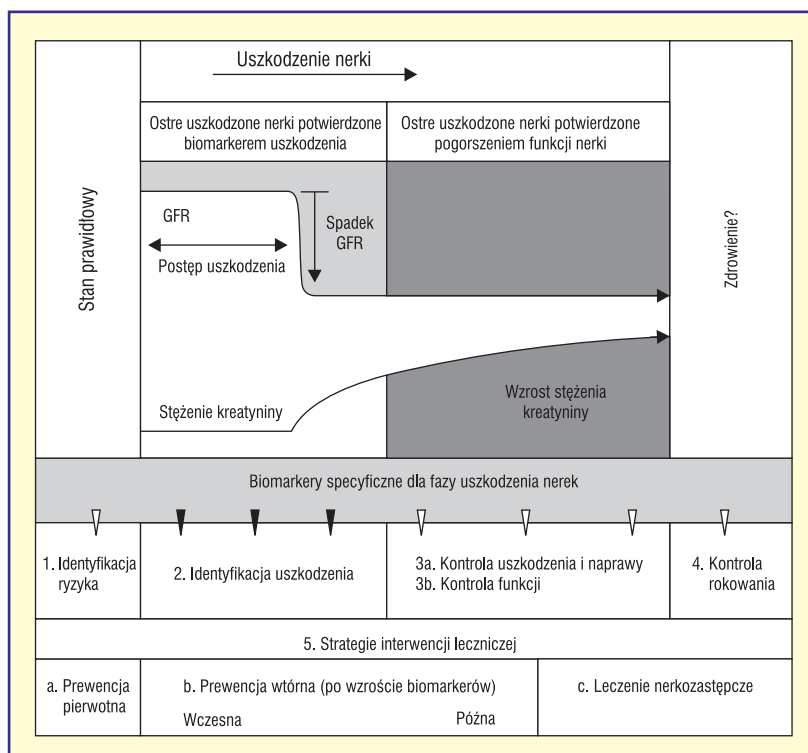 Uszkodzenie nerki
Stan prawidłowy
Ostre uszkodzone nerki potwierdzone
biomarkerem uszkodzenia
Ostre uszkodzone nerki potwierdzone
pogorszeniem funkcji nerki
Zdrowienie?
GFR
Spadek
GFR
Postęp uszkodzenia
Stężenie kreatyniny
Wzrost stężenia
kreatyniny
Biomarkery specyficzne dla fazy uszkodzenia nerek
1. Identyfikacja
ryzyka
2. Identyfikacja uszkodzenia
3a. Kontrola uszkodzenia i naprawy
3b. Kontrola funkcji
4. Kontrola
rokowania
5. Strategie interwencji leczniczej
a. Prewencja
pierwotna
b. Prewencja wtórna (po wzroście biomarkerów)
Wczesna Późna
c. Leczenie nerkozastępcze